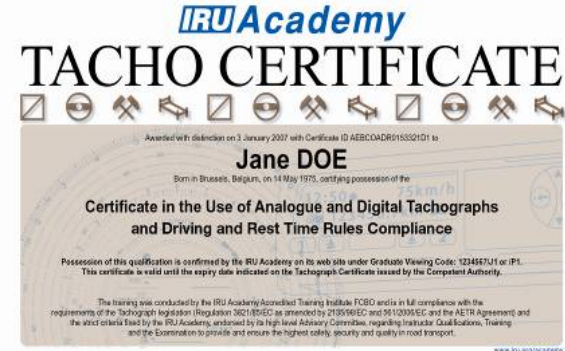 IRU Academy
TACHO CERTIFICATE
Awarded with distinction on 3 January 2007 with Certificate ID AEBCOADR0153321D1 to
Jane DOE
Born in Brussels, Belgium, on 14 May 1975, certifying possession of the
Certificate in the Use of Analogue and Digital Tachographs
and Driving and Rest Time Rules Compliance
Possession of this qualification is confirmed by the IRU Academy on its web site under Graduate Viewing Code: 1234567IJ1 or IP1.
This certificate is valid until the expiry date indicated on the Tachograph Certificate issued by the Competent Authority.
The training was conducted by the IRU Academy Accredited Training Institute FCBO and is in full compliance with the
requirements of the Tachograph legislation (Regulation 3821/85/EC as amended by 2135/98/EC and 561/2006/EC and the AETR Agreement) and
the strict criteria fixed by the IRU Academy, endorsed by its high level Advisory Committee, regarding Instructor Qualifications, Training
and the Examination to provide and ensure the highest safety, security and quality in road transport.
www.iru.org/academy